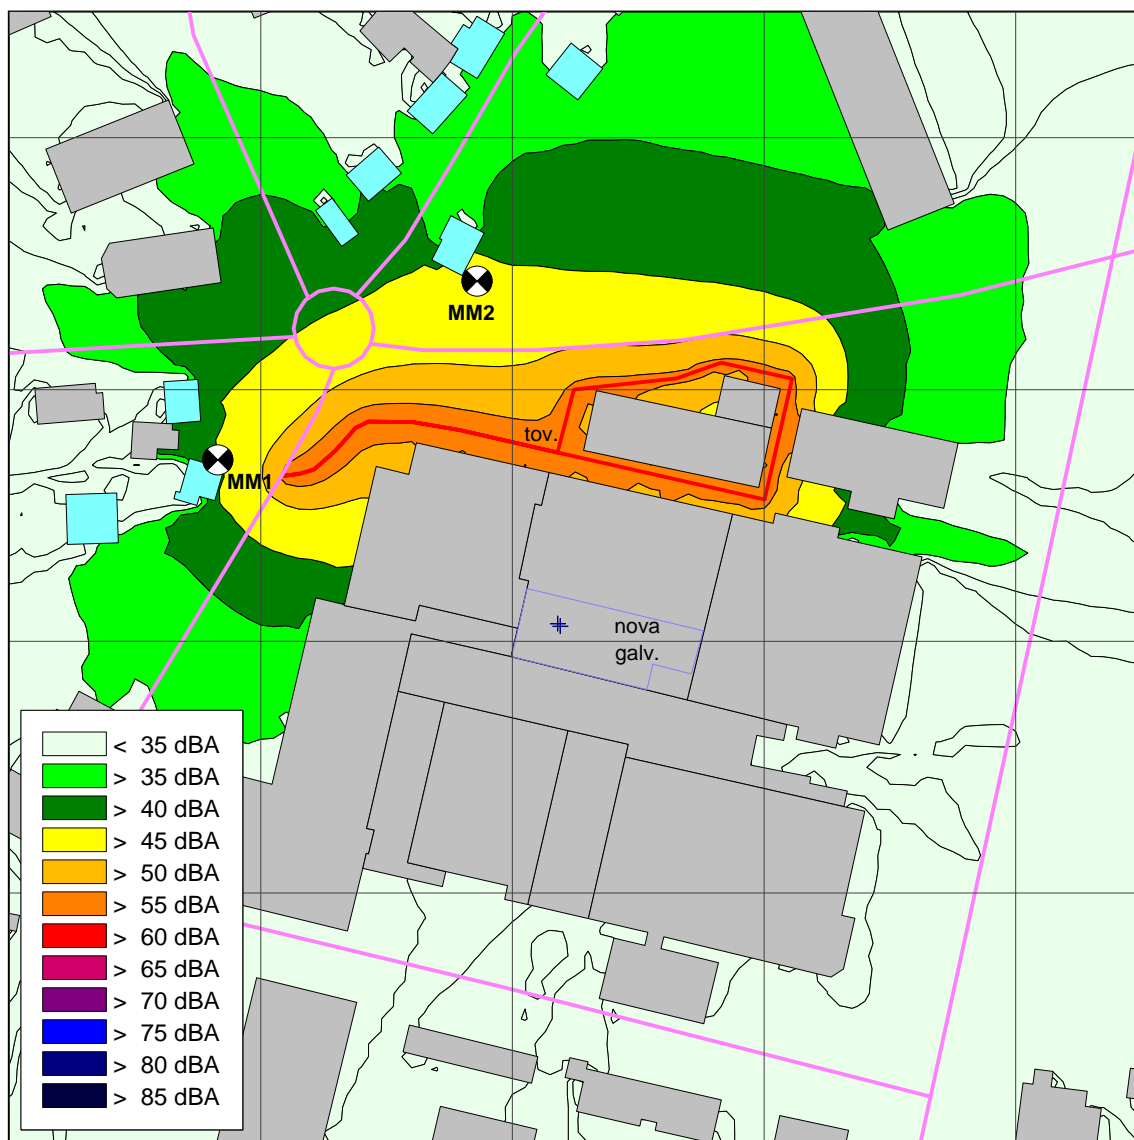 MM2
tov.
MM1
nova
galv.
< 35 dBA
> 35 dBA
> 40 dBA
> 45 dBA
> 50 dBA
> 55 dBA
> 60 dBA
> 65 dBA
> 70 dBA
> 75 dBA
> 80 dBA
> 85 dBA